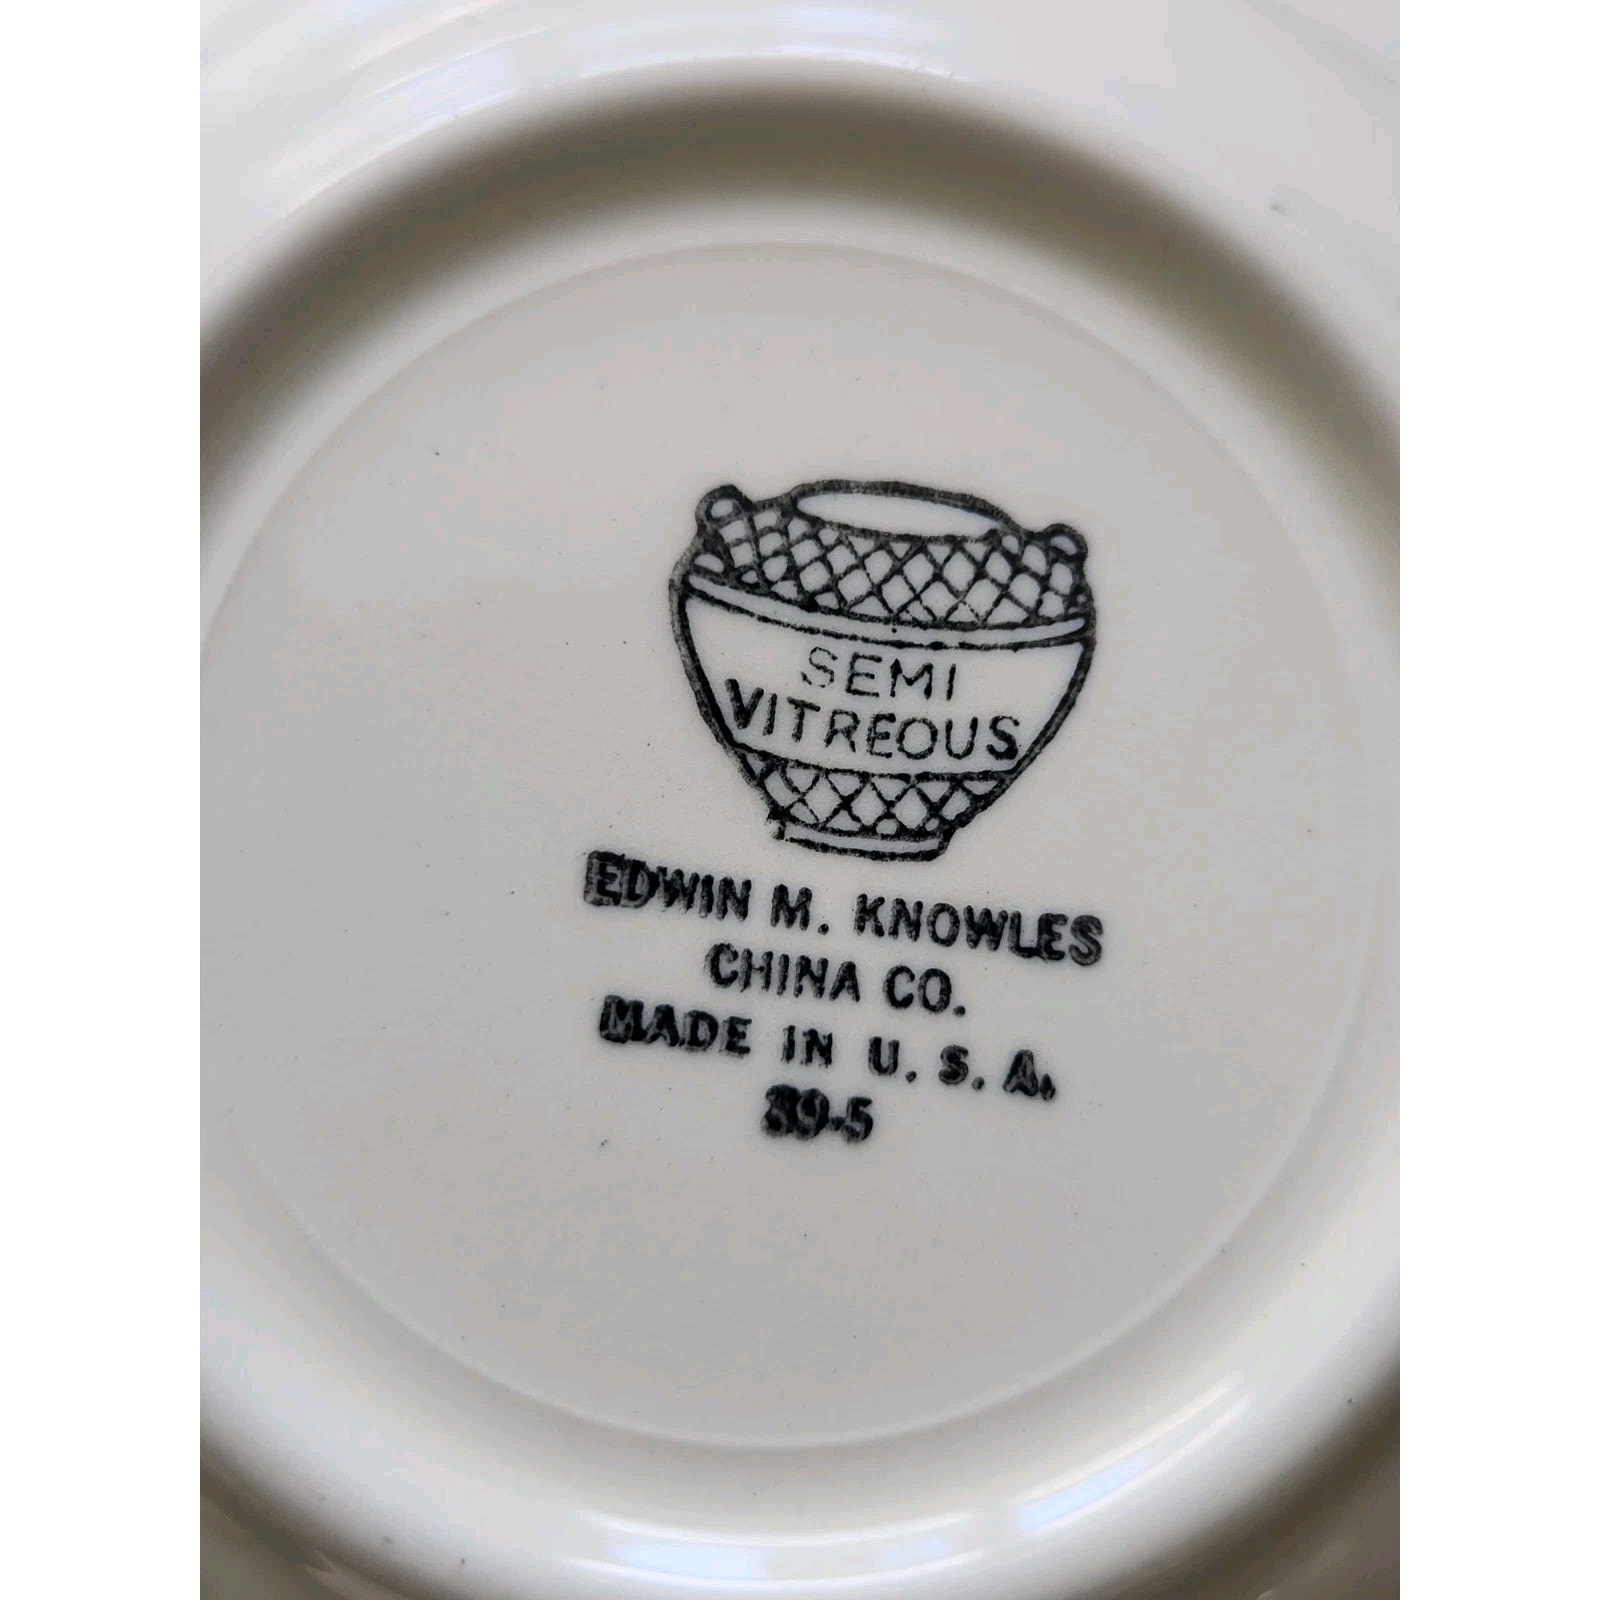 SEMI
VITREOUS
EDWIN M. KNOWLES
CHINA CO.
MADE IN U. S. A.
39-5